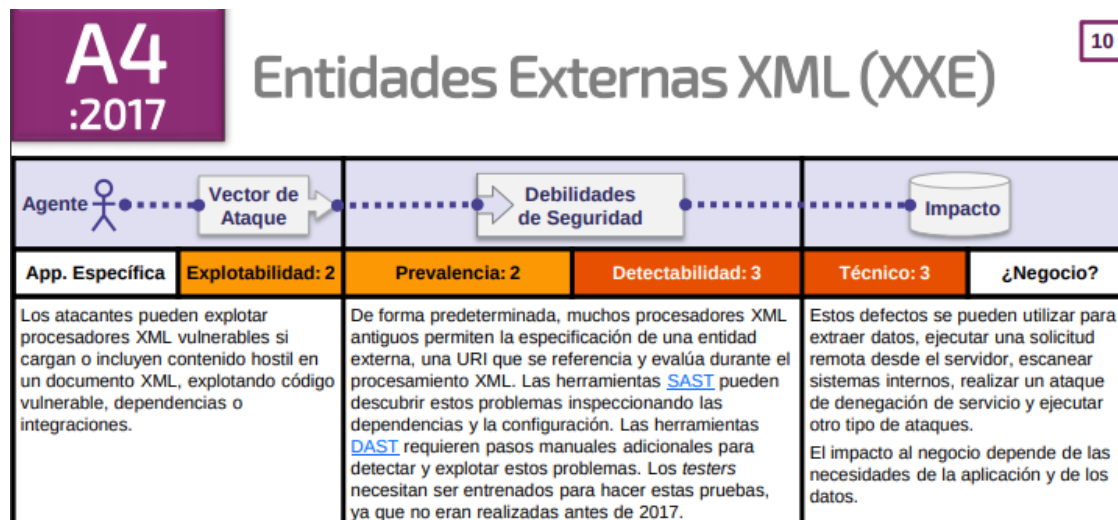 A4
:2017
Entidades Externas XML (XXE)
10
Agente
Vector de
Ataque
Debilidades
de Seguridad
Impacto
App. Específica
Explotabilidad: 2
Prevalencia: 2
Detectabilidad: 3
Técnico: 3
¿Negocio?
Los atacantes pueden explotar
procesadores XML vulnerables si
cargan o incluyen contenido hostil en
un documento XML, explotando código
vulnerable, dependencias o
integraciones.
De forma predeterminada, muchos procesadores XML
antiguos permiten la especificación de una entidad
externa, una URI que se referencia y evalúa durante el
procesamiento XML. Las herramientas SAST pueden
descubrir estos problemas inspeccionando las
dependencias y la configuración. Las herramientas
DAST requieren pasos manuales adicionales para
detectar y explotar estos problemas. Los testers
necesitan ser entrenados para hacer estas pruebas,
ya que no eran realizadas antes de 2017.
Estos defectos se pueden utilizar para
extraer datos, ejecutar una solicitud
remota desde el servidor, escanear
sistemas internos, realizar un ataque
de denegación de servicio y ejecutar
otro tipo de ataques.
El impacto al negocio depende de las
necesidades de la aplicación y de los
datos.